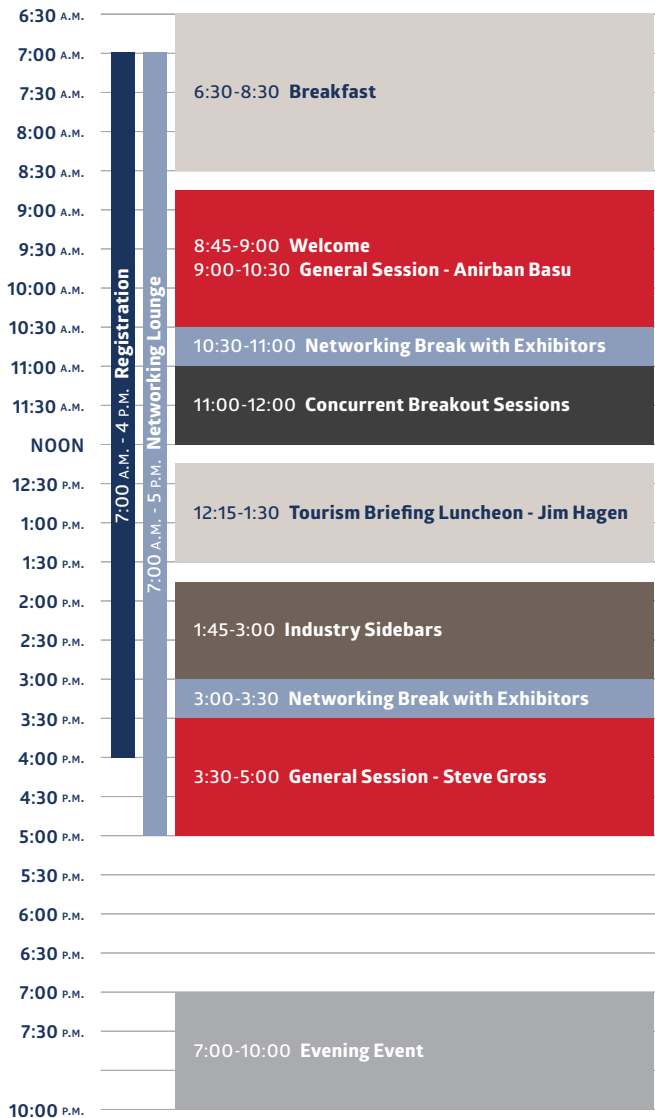 6:30 A.M.
7:00 A.M.
7:30 A.M.
8:00 A.M.
8:30 A.M.
9:00 A.M.
9:30 A.M.
10:00 A.M.
10:30 A.M.
11:00 A.M.
11:30 A.M.
NOON
12:30 P.M.
1:00 P.M.
1:30 P.M.
2:00 P.M.
2:30 P.M.
3:00 P.M.
3:30 P.M.
4:00 P.M.
4:30 P.M.
5:00 P.M.
5:30 P.M.
6:00 P.M.
6:30 P.M.
7:00 P.M.
7:30 P.M.
10:00 P.M.
7:00 A.M. - 4 P.M. Registration
7:00 A.M. - 5 P.M. Networking Lounge
6:30-8:30 Breakfast
8:45-9:00 Welcome
9:00-10:30 General Session - Anirban Basu
10:30-11:00 Networking Break with Exhibitors
11:00-12:00 Concurrent Breakout Sessions
12:15-1:30 Tourism Briefing Luncheon - Jim Hagen
1:45-3:00 Industry Sidebars
3:00-3:30 Networking Break with Exhibitors
3:30-5:00 General Session - Steve Gross
7:00-10:00 Evening Event